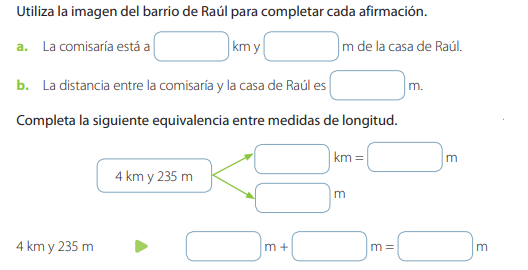 Utiliza la imagen del barrio de Raúl para completar cada afirmación.
a. La comisaría está a km y m de la casa de Raúl.
b. La distancia entre la comisaría y la casa de Raúl es m.
Completa la siguiente equivalencia entre medidas de longitud.
km = m
4 km y 235 m
m
4 km y 235 m m + m = m